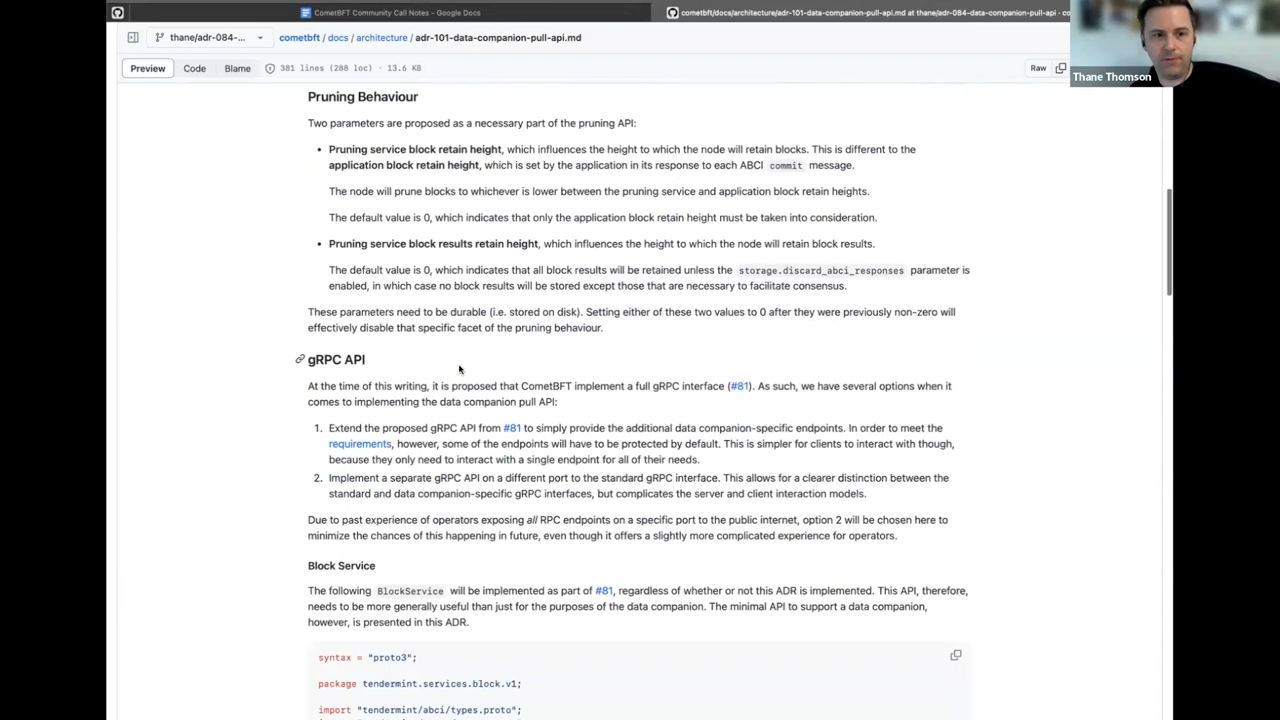 CometBFT Community Call Notes - Google Docs
cometbft/docs/architecture/adr-101-data-companion-pull-api.md at thane/adr-084-data-companion-pull-api · co
thane/adr-084-...
cometbft / docs / architecture / adr-101-data-companion-pull-api.md
Preview Code Blame 381 lines (288 loc) · 13.6 KB Raw
Thane Thomson
Pruning Behaviour
Two parameters are proposed as a necessary part of the pruning API:
• Pruning service block retain height, which influences the height to which the node will retain blocks. This is different to the
application block retain height, which is set by the application in its response to each ABCI commit message.
The node will prune blocks to whichever is lower between the pruning service and application block retain heights.
The default value is 0, which indicates that only the application block retain height must be taken into consideration.
• Pruning service block results retain height, which influences the height to which the node will retain block results.
The default value is 0, which indicates that all block results will be retained unless the storage.discard_abci_responses parameter is
enabled, in which case no block results will be stored except those that are necessary to facilitate consensus.
These parameters need to be durable (i.e. stored on disk). Setting either of these two values to 0 after they were previously non-zero will
effectively disable that specific facet of the pruning behaviour.
gRPC API
At the time of this writing, it is proposed that CometBFT implement a full gRPC interface (#81). As such, we have several options when it
comes to implementing the data companion pull API:
1. Extend the proposed gRPC API from #81 to simply provide the additional data companion-specific endpoints. In order to meet the
requirements, however, some of the endpoints will have to be protected by default. This is simpler for clients to interact with though,
because they only need to interact with a single endpoint for all of their needs.
2. Implement a separate gRPC API on a different port to the standard gRPC interface. This allows for a clearer distinction between the
standard and data companion-specific gRPC interfaces, but complicates the server and client interaction models.
Due to past experience of operators exposing all RPC endpoints on a specific port to the public internet, option 2 will be chosen here to
minimize the chances of this happening in future, even though it offers a slightly more complicated experience for operators.
Block Service
The following BlockService will be implemented as part of #81, regardless of whether or not this ADR is implemented. This API, therefore,
needs to be more generally useful than just for the purposes of the data companion. The minimal API to support a data companion,
however, is presented in this ADR.
syntax = "proto3";
package tendermint.services.block.v1;
import "tendermint/abci/types.proto";